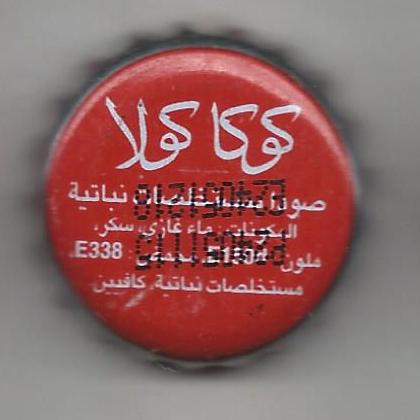 كوكا كولا
صودا بمستخلصات نباتية
المكونات: ماء غازي، سكر،
ملون E150d، محمض E338،
مستخلصات نباتية، كافيين